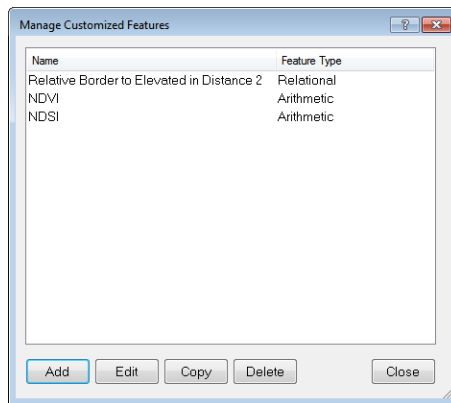 Manage Customized Features
Name Feature Type
Relative Border to Elevated in Distance 2 Relational
NDVI Arithmetic
NDSI Arithmetic
Add Edit Copy Delete Close